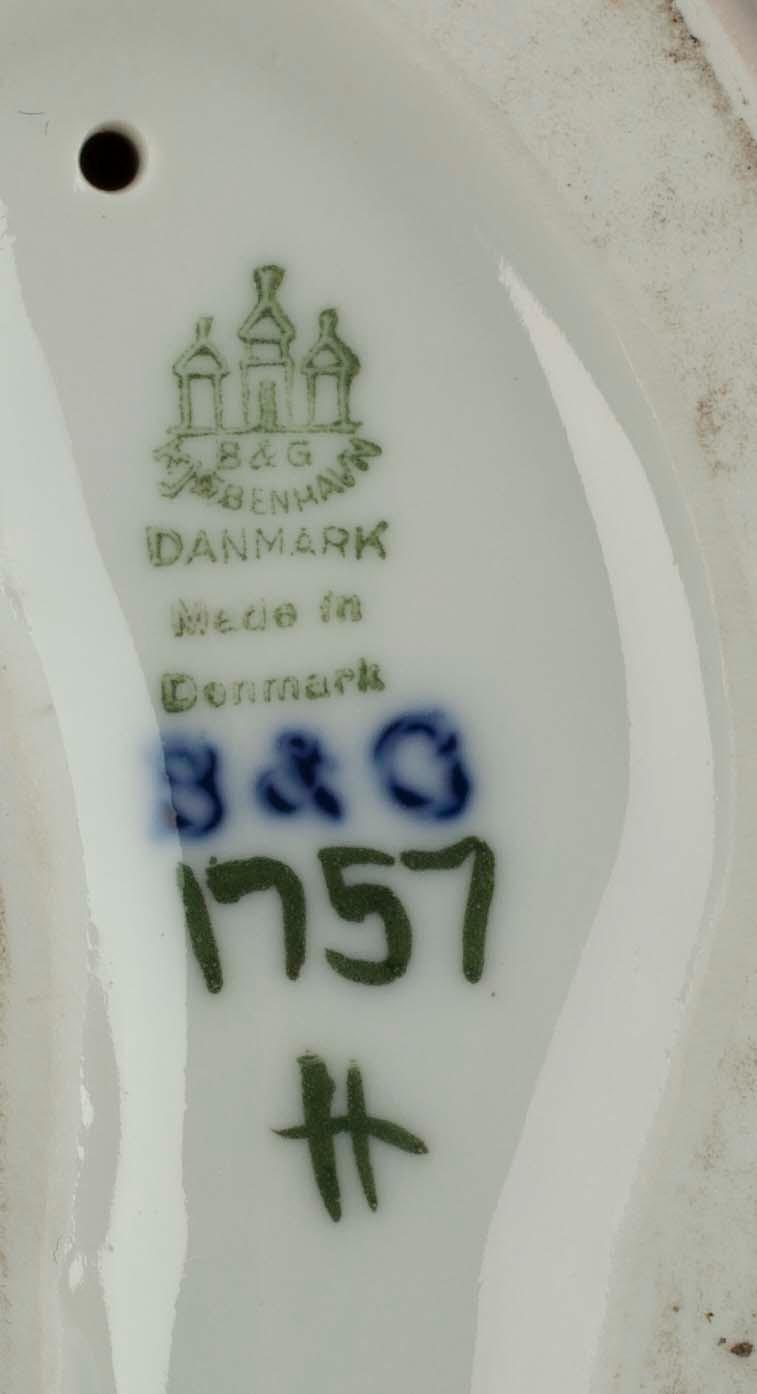 B&G
KJØBENHAVN
DANMARK
Made in
Denmark
B & G
1757
H